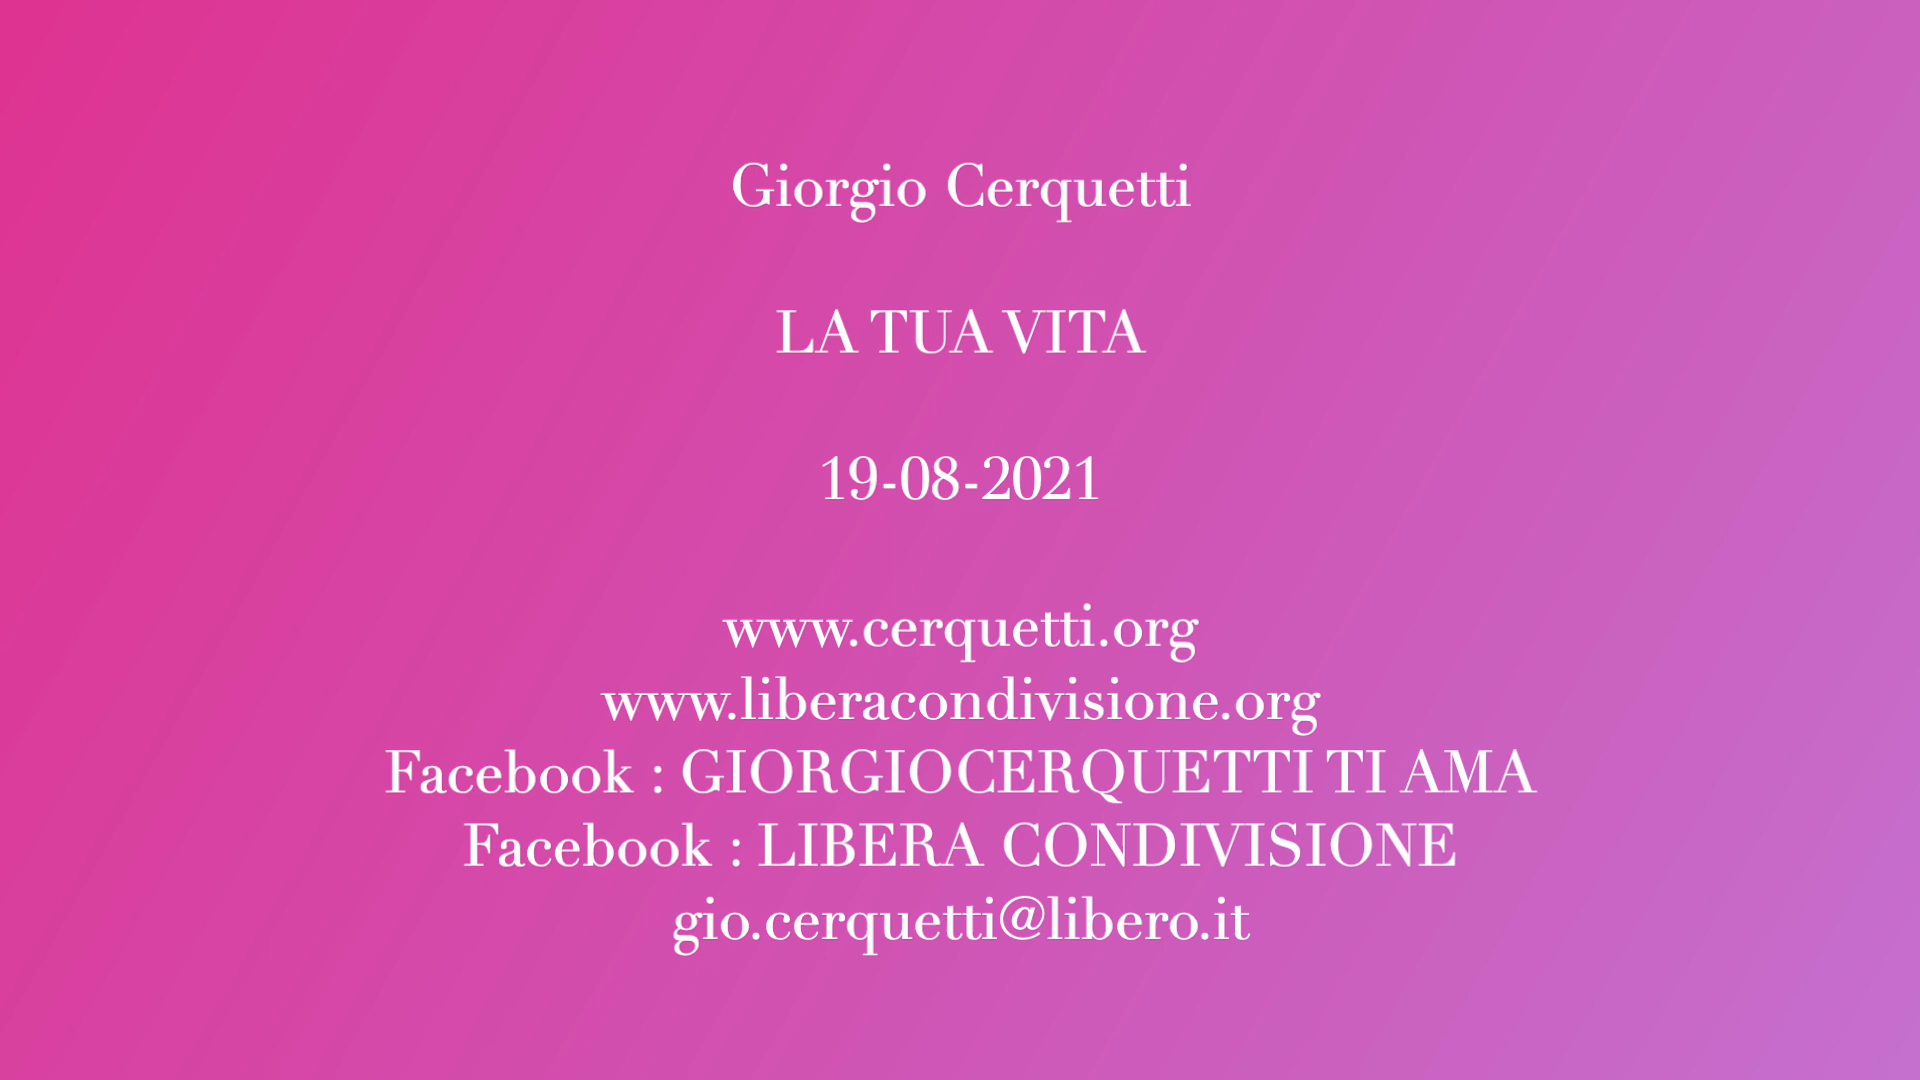 Giorgio Cerquetti
LA TUA VITA
19-08-2021
www.cerquetti.org
www.liberacondivisione.org
Facebook : GIORGIOCERQUETTI TI AMA
Facebook : LIBERA CONDIVISIONE
gio.cerquetti@libero.it